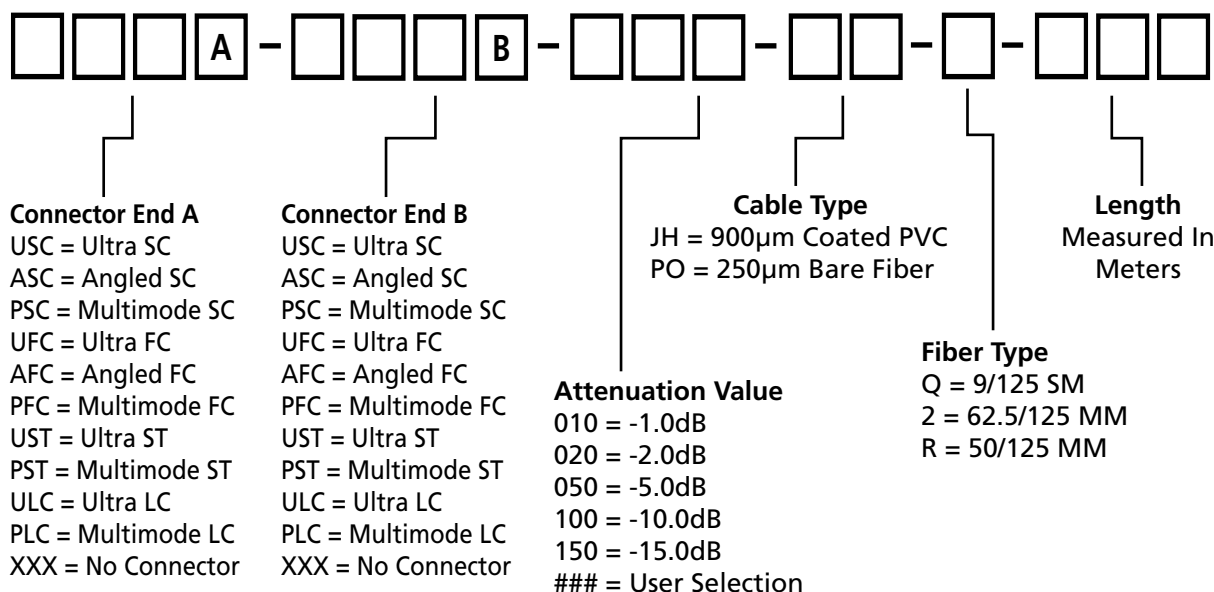 A – B – – – –
Connector End A
USC = Ultra SC
ASC = Angled SC
PSC = Multimode SC
UFC = Ultra FC
AFC = Angled FC
PFC = Multimode FC
UST = Ultra ST
PST = Multimode ST
ULC = Ultra LC
PLC = Multimode LC
XXX = No Connector
Connector End B
USC = Ultra SC
ASC = Angled SC
PSC = Multimode SC
UFC = Ultra FC
AFC = Angled FC
PFC = Multimode FC
UST = Ultra ST
PST = Multimode ST
ULC = Ultra LC
PLC = Multimode LC
XXX = No Connector
Attenuation Value
010 = -1.0dB
020 = -2.0dB
050 = -5.0dB
100 = -10.0dB
150 = -15.0dB
### = User Selection
Cable Type
JH = 900µm Coated PVC
PO = 250µm Bare Fiber
Fiber Type
Q = 9/125 SM
2 = 62.5/125 MM
R = 50/125 MM
Length
Measured In
Meters